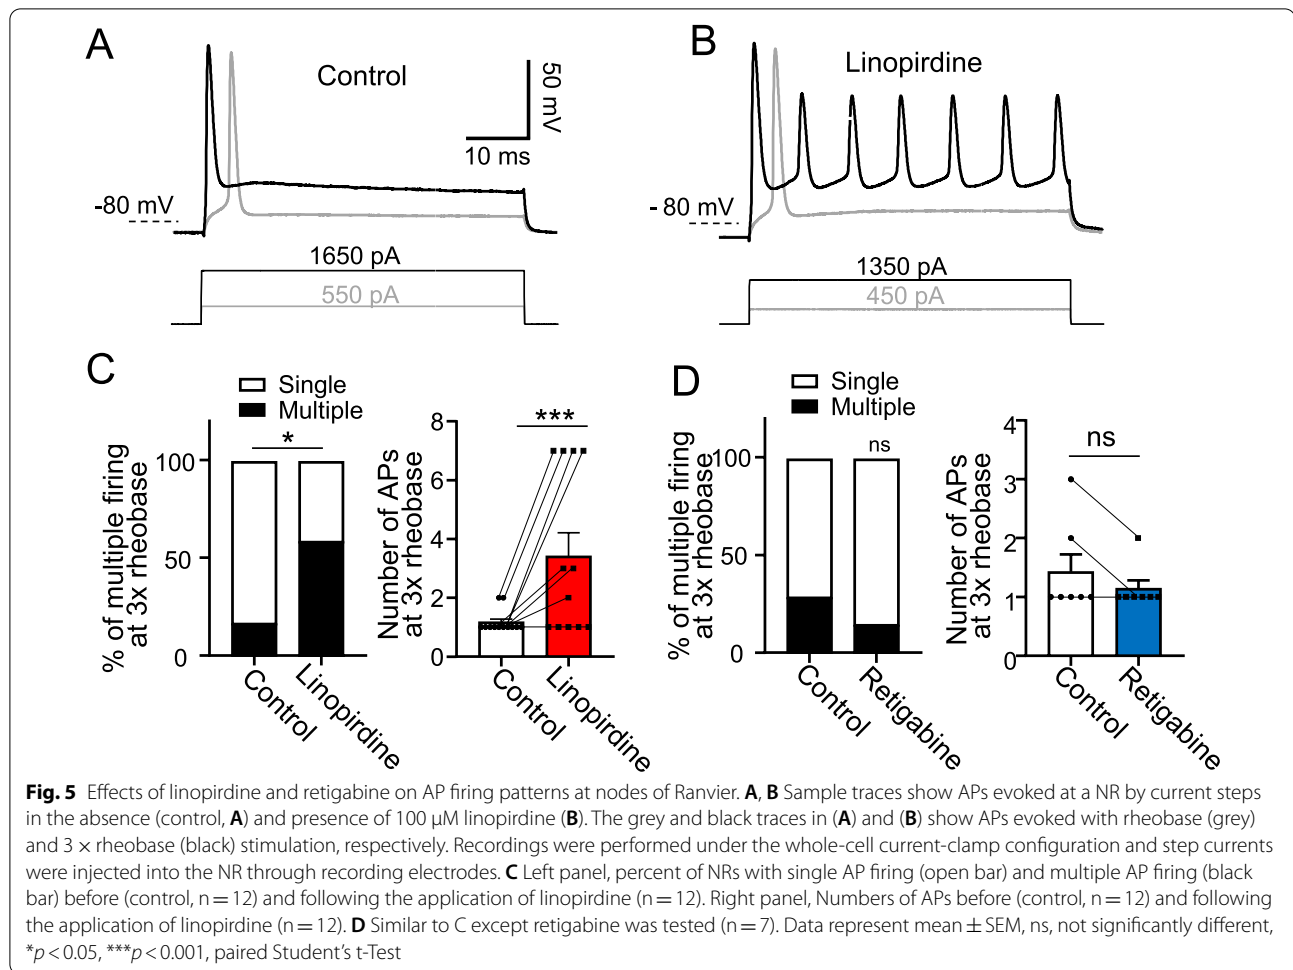 A
Control
50 mV
10 ms
-80 mV
1650 pA
550 pA
B
Linopirdine
- 80 mV
1350 pA
450 pA
C
Single
Multiple
% of multiple firing
at 3x rheobase
100
50
0
*
Control
Linopirdine
Number of APs
at 3x rheobase
8
6
4
2
0
***
Control
Linopirdine
D
Single
Multiple
% of multiple firing
at 3x rheobase
100
50
0
ns
Control
Retigabine
Number of APs
at 3x rheobase
4
3
2
1
0
ns
Control
Retigabine
Fig. 5 Effects of linopirdine and retigabine on AP firing patterns at nodes of Ranvier. A, B Sample traces show APs evoked at a NR by current steps
in the absence (control, A) and presence of 100 μM linopirdine (B). The grey and black traces in (A) and (B) show APs evoked with rheobase (grey)
and 3 × rheobase (black) stimulation, respectively. Recordings were performed under the whole-cell current-clamp configuration and step currents
were injected into the NR through recording electrodes. C Left panel, percent of NRs with single AP firing (open bar) and multiple AP firing (black
bar) before (control, n = 12) and following the application of linopirdine (n = 12). Right panel, Numbers of APs before (control, n = 12) and following
the application of linopirdine (n = 12). D Similar to C except retigabine was tested (n = 7). Data represent mean ± SEM, ns, not significantly different,
*p < 0.05, ***p < 0.001, paired Student's t-Test